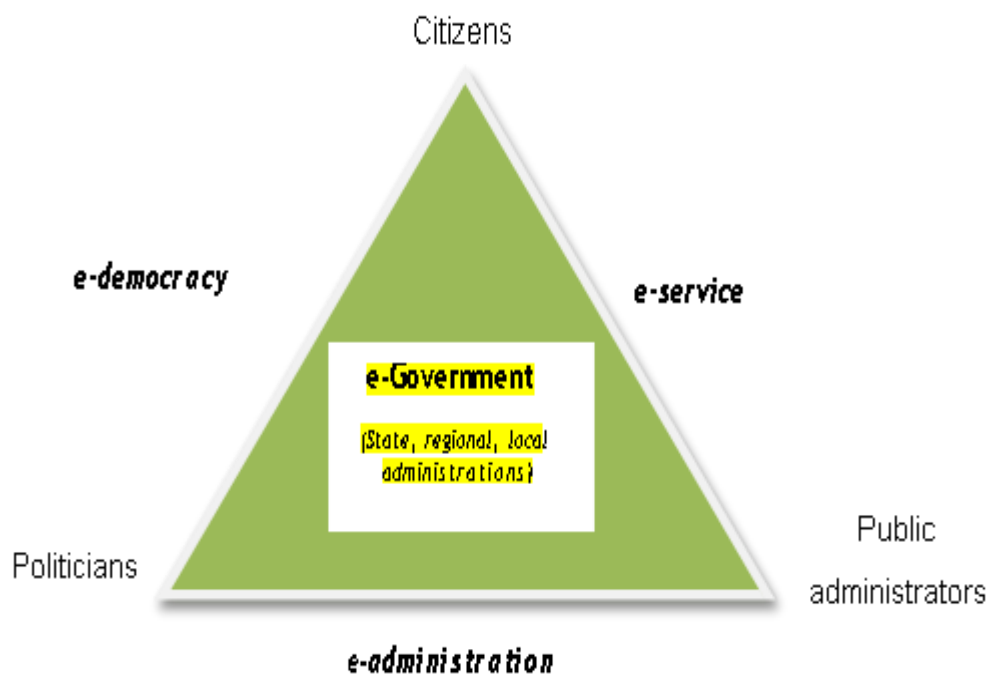 Citizens
e-democracy
e-service
e-Government
(State, regional, local
administrations)
Politicians
Public
administrators
e-administration